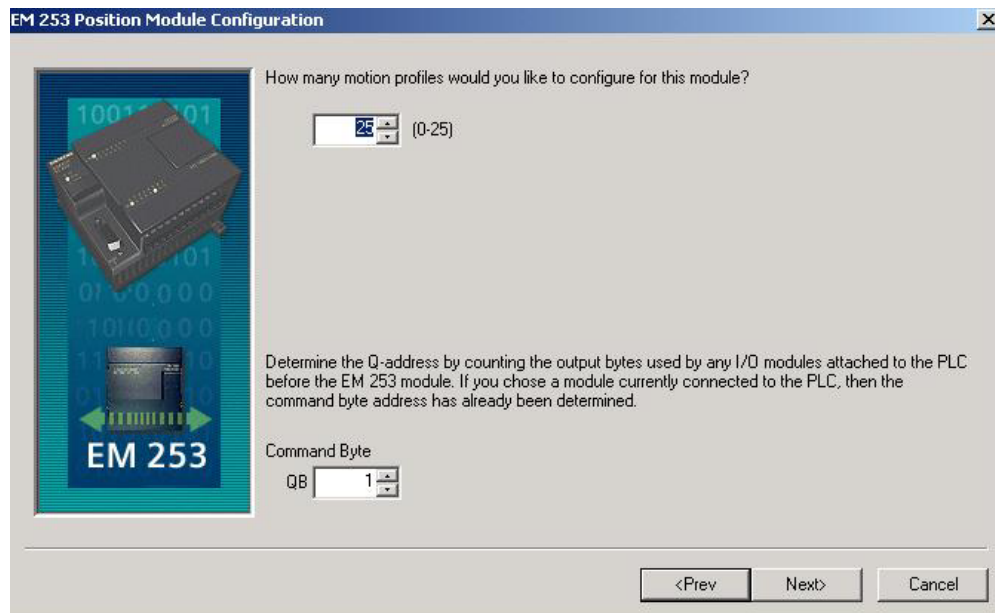 EM 253 Position Module Configuration
How many motion profiles would you like to configure for this module?
25 (0-25)
EM 253
Determine the Q-address by counting the output bytes used by any I/O modules attached to the PLC
before the EM 253 module. If you chose a module currently connected to the PLC, then the
command byte address has already been determined.
Command Byte
QB 1
<Prev Next> Cancel